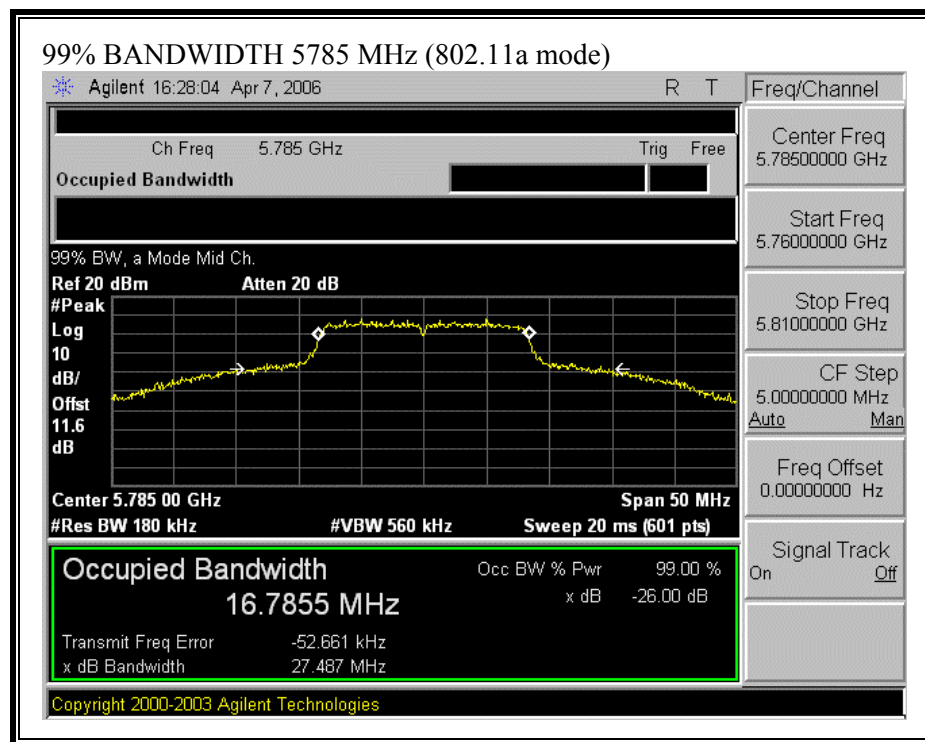 99% BANDWIDTH 5785 MHz (802.11a mode)
Agilent 16:28:04 Apr 7, 2006 R T
Freq/Channel
Ch Freq 5.785 GHz Trig Free
Occupied Bandwidth
Center Freq
5.78500000 GHz
Start Freq
5.76000000 GHz
Stop Freq
5.81000000 GHz
CF Step
5.00000000 MHz
Auto Man
Freq Offset
0.00000000 Hz
Signal Track
On Off
99% BW, a Mode Mid Ch.
Ref 20 dBm Atten 20 dB
#Peak
Log
10
dB/
Offst
11.6
dB
Center 5.785 00 GHz Span 50 MHz
#Res BW 180 kHz #VBW 560 kHz Sweep 20 ms (601 pts)
Occupied Bandwidth
16.7855 MHz
Occ BW % Pwr 99.00 %
x dB -26.00 dB
Transmit Freq Error -52.661 kHz
x dB Bandwidth 27.487 MHz
Copyright 2000-2003 Agilent Technologies